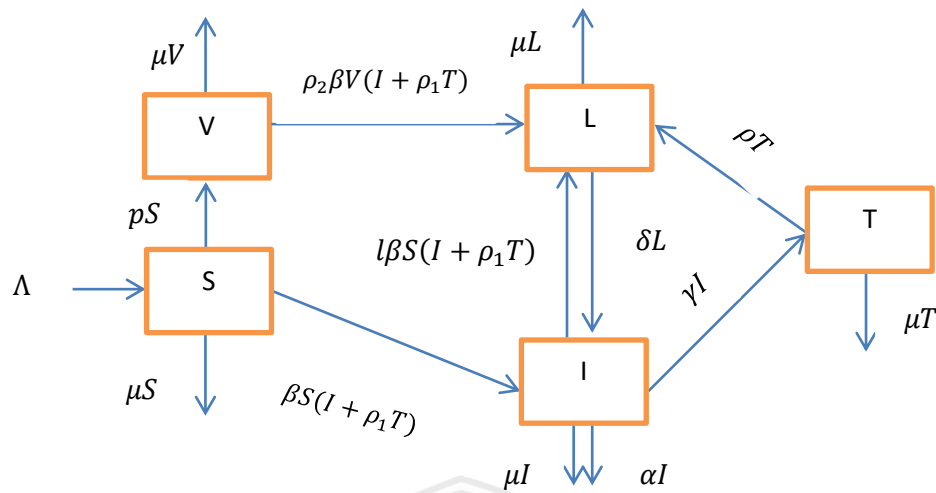 μV
μL
ρ₂βV(I + ρ₁T)
V
L
ρT
pS
lβS(I + ρ₁T)
δL
T
Λ
S
γI
μT
μS
βS(I + ρ₁T)
I
μI
αI